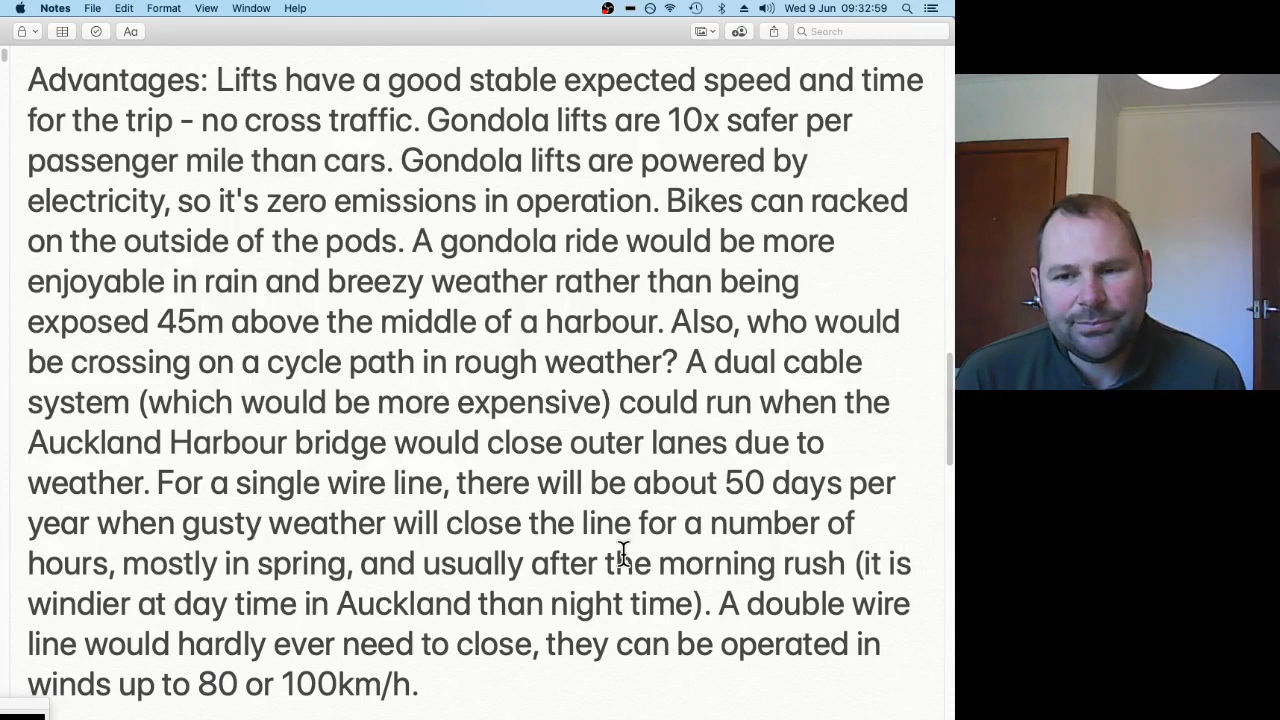 Notes File Edit Format View Window Help Wed 9 Jun 09:32:59
Aa Search
Advantages: Lifts have a good stable expected speed and time
for the trip - no cross traffic. Gondola lifts are 10x safer per
passenger mile than cars. Gondola lifts are powered by
electricity, so it's zero emissions in operation. Bikes can racked
on the outside of the pods. A gondola ride would be more
enjoyable in rain and breezy weather rather than being
exposed 45m above the middle of a harbour. Also, who would
be crossing on a cycle path in rough weather? A dual cable
system (which would be more expensive) could run when the
Auckland Harbour bridge would close outer lanes due to
weather. For a single wire line, there will be about 50 days per
year when gusty weather will close the line for a number of
hours, mostly in spring, and usually after the morning rush (it is
windier at day time in Auckland than night time). A double wire
line would hardly ever need to close, they can be operated in
winds up to 80 or 100km/h.